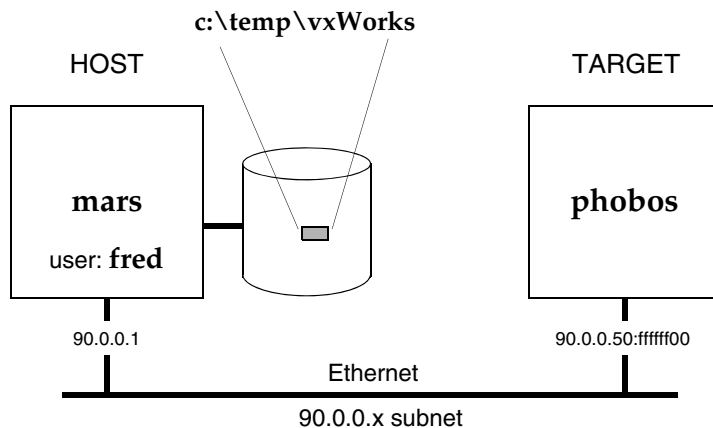 c:\temp\vxWorks
HOST
TARGET
mars
user: fred
phobos
90.0.0.1
90.0.0.50:ffffff00
Ethernet
90.0.0.x subnet